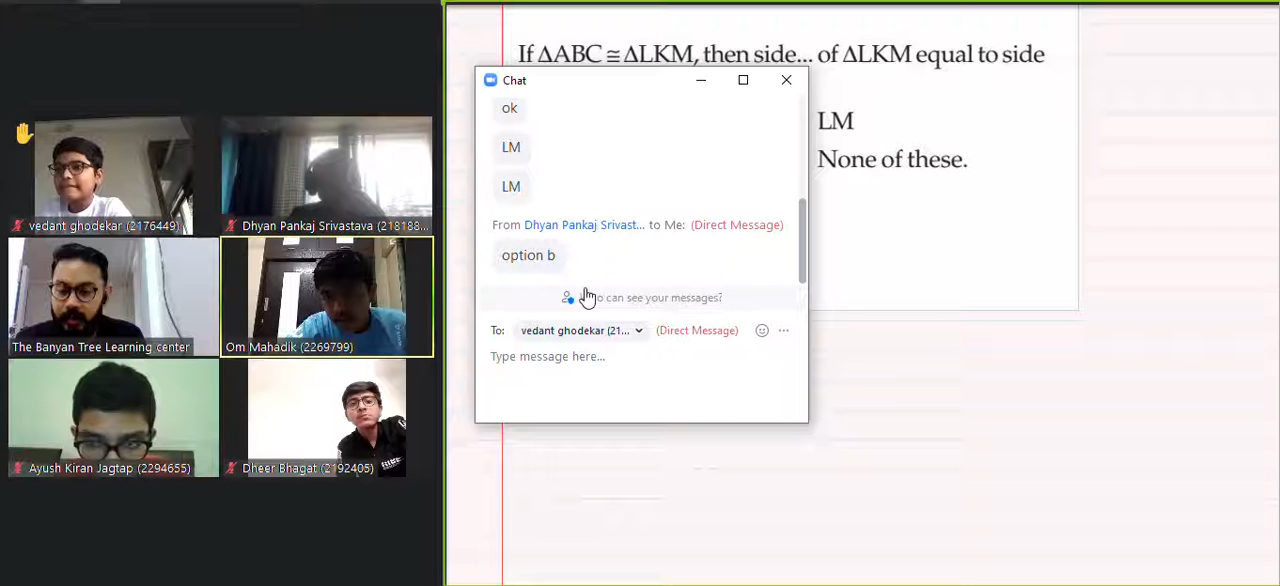 If ΔABC ≅ ΔLKM, then side... of ΔLKM equal to side
LM
None of these.
Chat
ok
LM
LM
From Dhyan Pankaj Srivast... to Me: (Direct Message)
option b
can see your messages?
To: vedant ghodekar (21... (Direct Message)
Type message here...
vedant ghodekar (2176449)
Dhyan Pankaj Srivastava (218188...
The Banyan Tree Learning center
Om Mahadik (2269799)
Ayush Kiran Jagtap (2294655)
Dheer Bhagat (2192405)